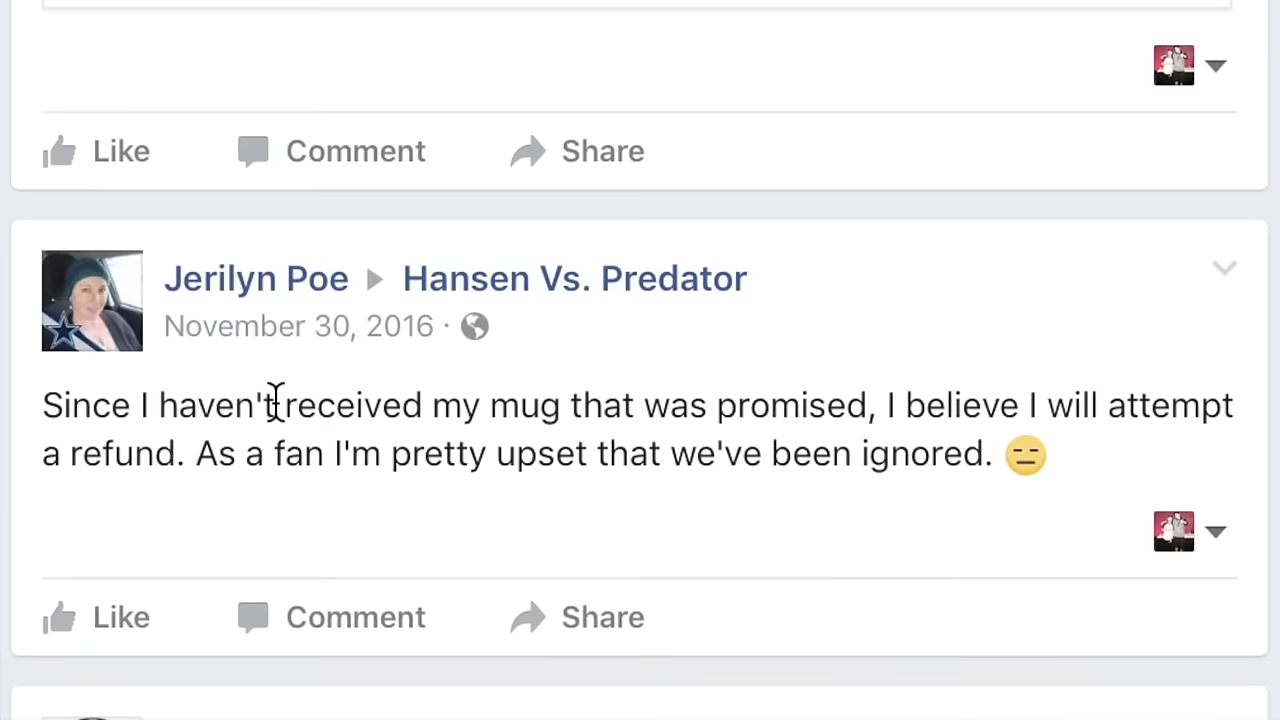 Like Comment Share
Jerilyn Poe ▶ Hansen Vs. Predator
November 30, 2016 ·
Since I haven't received my mug that was promised, I believe I will attempt
a refund. As a fan I'm pretty upset that we've been ignored. 😑
Like Comment Share